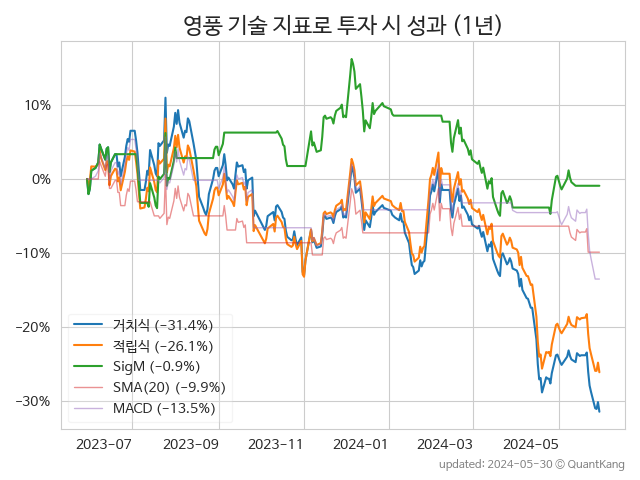 영풍 기술 지표로 투자 시 성과 (1년)
10%
0%
−10%
−20%
−30%
거치식 (−31.4%)
적립식 (−26.1%)
SigM (−0.9%)
SMA(20) (−9.9%)
MACD (−13.5%)
2023−07 2023−09 2023−11 2024−01 2024−03 2024−05
updated: 2024-05-30 © QuantKang